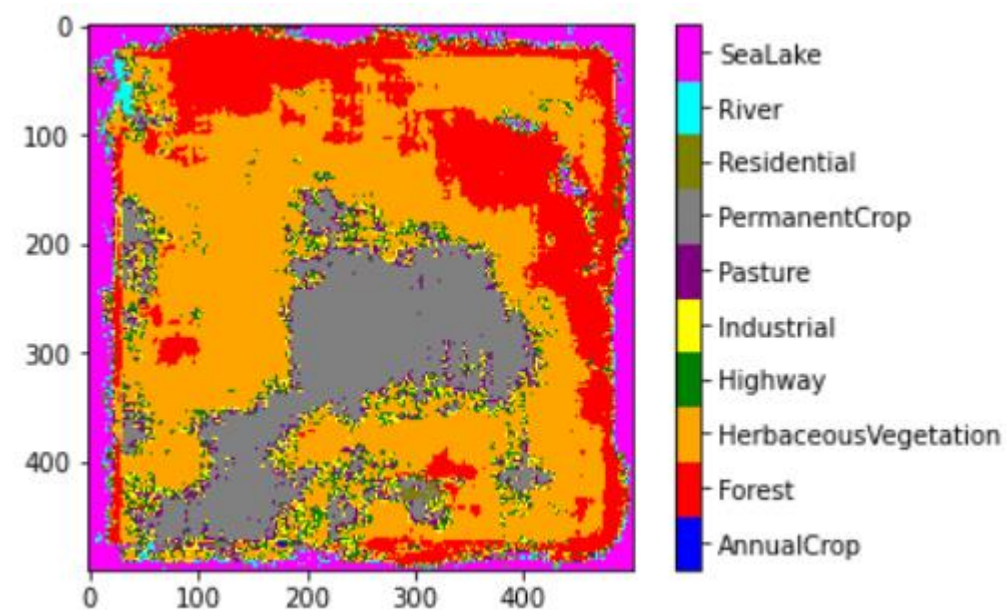 0
100
200
300
400
0 100 200 300 400
SeaLake
River
Residential
PermanentCrop
Pasture
Industrial
Highway
HerbaceousVegetation
Forest
AnnualCrop